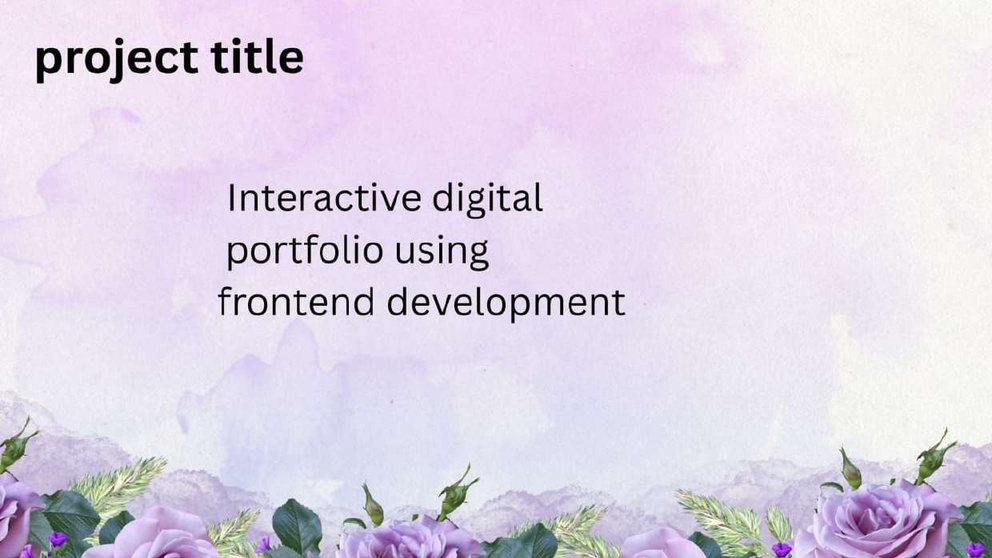 project title
Interactive digital
portfolio using
frontend development